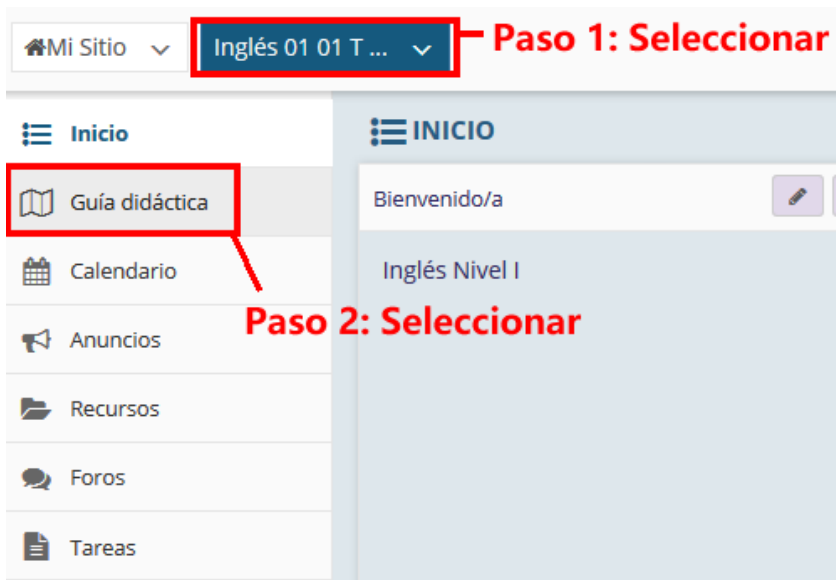 Mi Sitio
Inglés 01 01 T ...
Paso 1: Seleccionar
Inicio
INICIO
Guía didáctica
Bienvenido/a
Calendario
Inglés Nivel I
Paso 2: Seleccionar
Anuncios
Recursos
Foros
Tareas